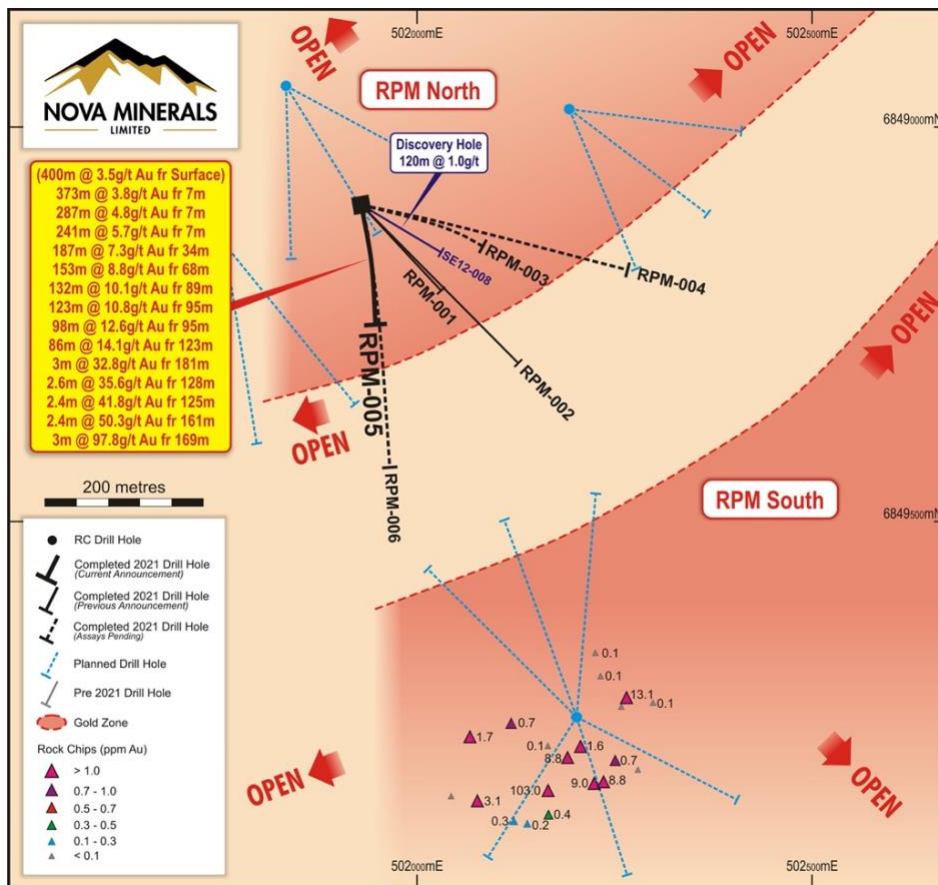 502000mE
502500mE
NOVA MINERALS
LIMITED
OPEN
RPM North
OPEN
6849000mN
Discovery Hole
120m @ 1.0g/t
(400m @ 3.5g/t Au fr Surface)
373m @ 3.8g/t Au fr 7m
287m @ 4.8g/t Au fr 7m
241m @ 5.7g/t Au fr 7m
187m @ 7.3g/t Au fr 34m
153m @ 8.8g/t Au fr 68m
132m @ 10.1g/t Au fr 89m
123m @ 10.8g/t Au fr 95m
98m @ 12.6g/t Au fr 95m
86m @ 14.1g/t Au fr 123m
3m @ 32.8g/t Au fr 181m
2.6m @ 35.6g/t Au fr 128m
2.4m @ 41.8g/t Au fr 125m
2.4m @ 50.3g/t Au fr 161m
3m @ 97.8g/t Au fr 169m
SE12-008
RPM-003
RPM-004
RPM-001
RPM-005
RPM-002
RPM-006
OPEN
OPEN
200 metres
RPM South
6849500mN
RC Drill Hole
Completed 2021 Drill Hole
(Current Announcement)
Completed 2021 Drill Hole
(Previous Announcement)
Completed 2021 Drill Hole
(Assays Pending)
Planned Drill Hole
Pre 2021 Drill Hole
Gold Zone
Rock Chips (ppm Au)
> 1.0
0.7 - 1.0
0.5 - 0.7
0.3 - 0.5
0.1 - 0.3
< 0.1
0.1
0.1
13.1
0.1
0.7
1.7
0.1
1.6
8.8
0.7
9.0
8.8
103.0
3.1
0.4
0.3
0.2
OPEN
OPEN
502000mE
502500mE